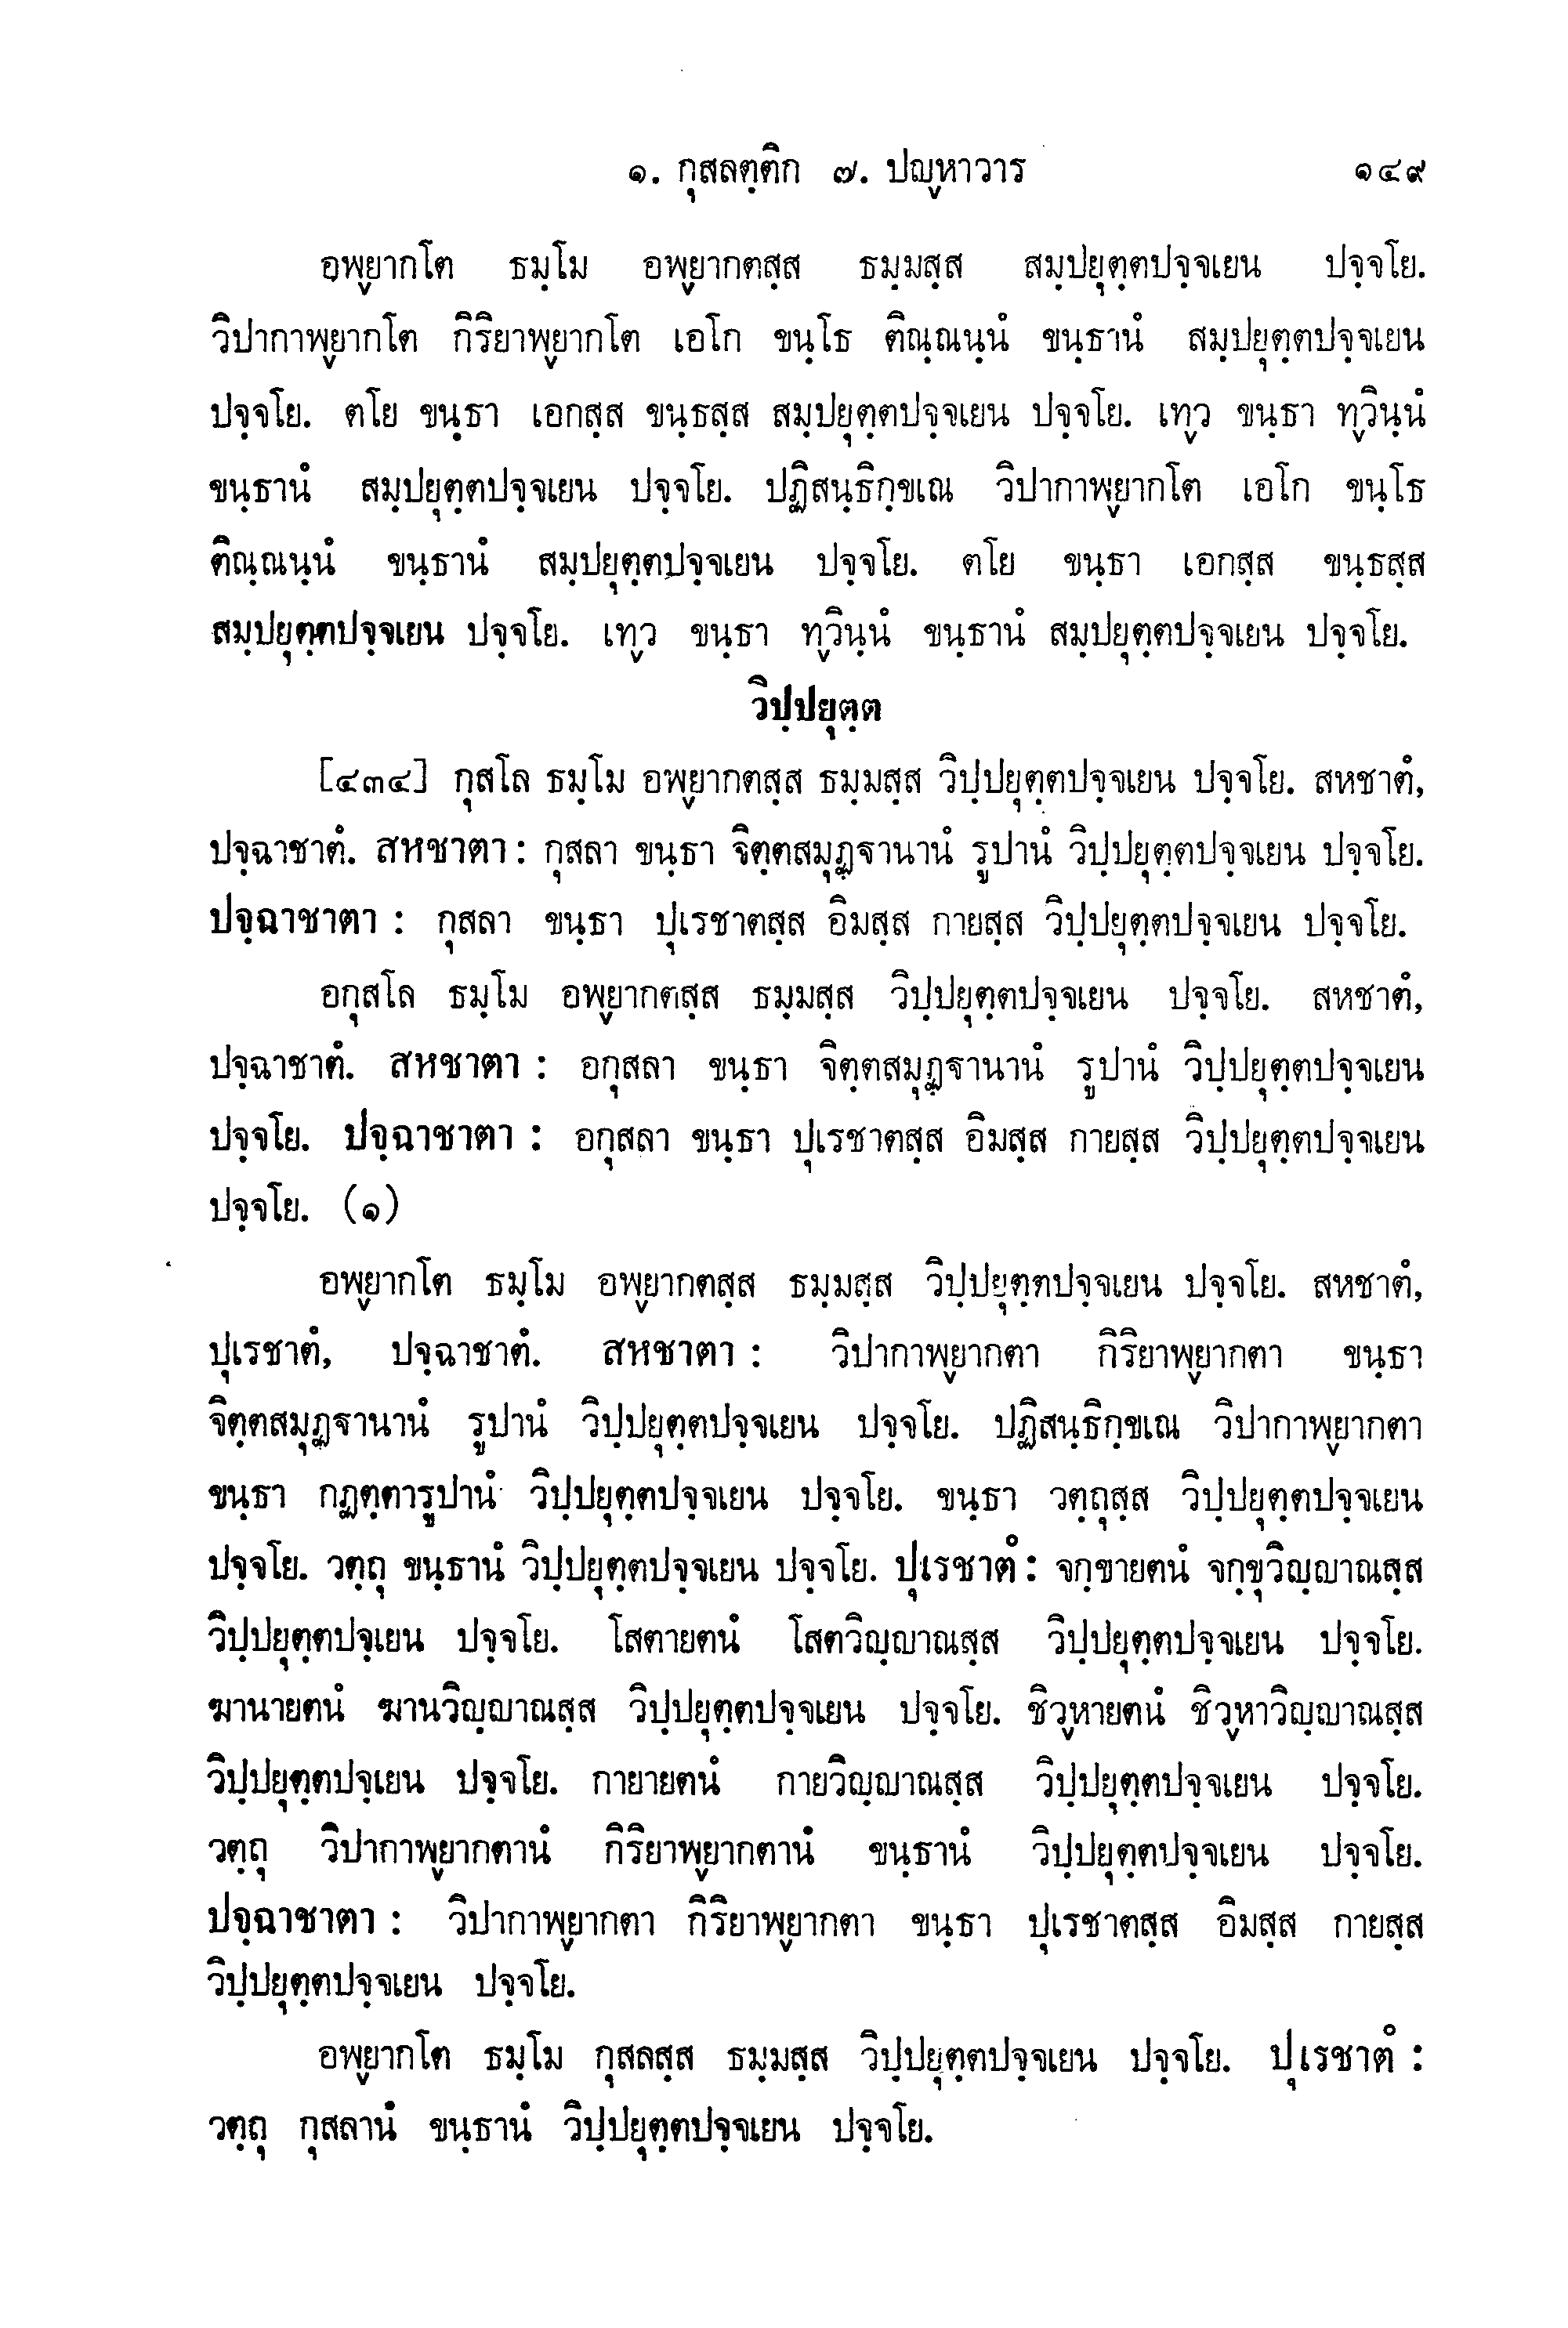 ๑. กุสลตฺติก ๗. ปญฺหาวาร ๑๔๙
อพฺยากโต ธมฺโม อพฺยากตสฺส ธมฺมสฺส สมฺปยุตฺตปจฺจเยน ปจฺจโย.
วิปากาพฺยากโต กิริยาพฺยากโต เอโก ขนฺโธ ติณฺณนฺนํ ขนฺธานํ สมฺปยุตฺตปจฺจเยน
ปจฺจโย. ตโย ขนฺธา เอกสฺส ขนฺธสฺส สมฺปยุตฺตปจฺจเยน ปจฺจโย. เทฺว ขนฺธา ทฺวินฺนํ
ขนฺธานํ สมฺปยุตฺตปจฺจเยน ปจฺจโย. ปฏิสนฺธิกฺขเณ วิปากาพฺยากโต เอโก ขนฺโธ
ติณฺณนฺนํ ขนฺธานํ สมฺปยุตฺตปจฺจเยน ปจฺจโย. ตโย ขนฺธา เอกสฺส ขนฺธสฺส
สมฺปยุตฺตปจฺจเยน ปจฺจโย. เทฺว ขนฺธา ทฺวินฺนํ ขนฺธานํ สมฺปยุตฺตปจฺจเยน ปจฺจโย.
วิปฺปยุตฺต
[๔๓๔] กุสโล ธมฺโม อพฺยากตสฺส ธมฺมสฺส วิปฺปยุตฺตปจฺจเยน ปจฺจโย. สหชาตํ,
ปจฺฉาชาตํ. สหชาตา : กุสลา ขนฺธา จิตฺตสมุฏฺฐานานํ รูปานํ วิปฺปยุตฺตปจฺจเยน ปจฺจโย.
ปจฺฉาชาตา : กุสลา ขนฺธา ปุเรชาตสฺส อิมสฺส กายสฺส วิปฺปยุตฺตปจฺจเยน ปจฺจโย.
อกุสโล ธมฺโม อพฺยากตสฺส ธมฺมสฺส วิปฺปยุตฺตปจฺจเยน ปจฺจโย. สหชาตํ,
ปจฺฉาชาตํ. สหชาตา : อกุสลา ขนฺธา จิตฺตสมุฏฺฐานานํ รูปานํ วิปฺปยุตฺตปจฺจเยน
ปจฺจโย. ปจฺฉาชาตา : อกุสลา ขนฺธา ปุเรชาตสฺส อิมสฺส กายสฺส วิปฺปยุตฺตปจฺจเยน
ปจฺจโย. (๑)
อพฺยากโต ธมฺโม อพฺยากตสฺส ธมฺมสฺส วิปฺปยุตฺตปจฺจเยน ปจฺจโย. สหชาตํ,
ปุเรชาตํ, ปจฺฉาชาตํ. สหชาตา : วิปากาพฺยากตา กิริยาพฺยากตา ขนฺธา
จิตฺตสมุฏฺฐานานํ รูปานํ วิปฺปยุตฺตปจฺจเยน ปจฺจโย. ปฏิสนฺธิกฺขเณ วิปากาพฺยากตา
ขนฺธา กฏตฺตารูปานํ วิปฺปยุตฺตปจฺจเยน ปจฺจโย. ขนฺธา วตฺถุสฺส วิปฺปยุตฺตปจฺจเยน
ปจฺจโย. วตฺถุ ขนฺธานํ วิปฺปยุตฺตปจฺจเยน ปจฺจโย. ปุเรชาตํ : จกฺขายตนํ จกฺขุวิญฺญาณสฺส
วิปฺปยุตฺตปจฺเยน ปจฺจโย. โสตายตนํ โสตวิญฺญาณสฺส วิปฺปยุตฺตปจฺจเยน ปจฺจโย.
ฆานายตนํ ฆานวิญฺญาณสฺส วิปฺปยุตฺตปจฺจเยน ปจฺจโย. ชิวฺหายตนํ ชิวฺหาวิญฺญาณสฺส
วิปฺปยุตฺตปจฺเยน ปจฺจโย. กายายตนํ กายวิญฺญาณสฺส วิปฺปยุตฺตปจฺจเยน ปจฺจโย.
วตฺถุ วิปากาพฺยากตานํ กิริยาพฺยากตานํ ขนฺธานํ วิปฺปยุตฺตปจฺจเยน ปจฺจโย.
ปจฺฉาชาตา : วิปากาพฺยากตา กิริยาพฺยากตา ขนฺธา ปุเรชาตสฺส อิมสฺส กายสฺส
วิปฺปยุตฺตปจฺจเยน ปจฺจโย.
อพฺยากโต ธมฺโม กุสลสฺส ธมฺมสฺส วิปฺปยุตฺตปจฺจเยน ปจฺจโย. ปุเรชาตํ :
วตฺถุ กุสลานํ ขนฺธานํ วิปฺปยุตฺตปจฺจเยน ปจฺจโย.